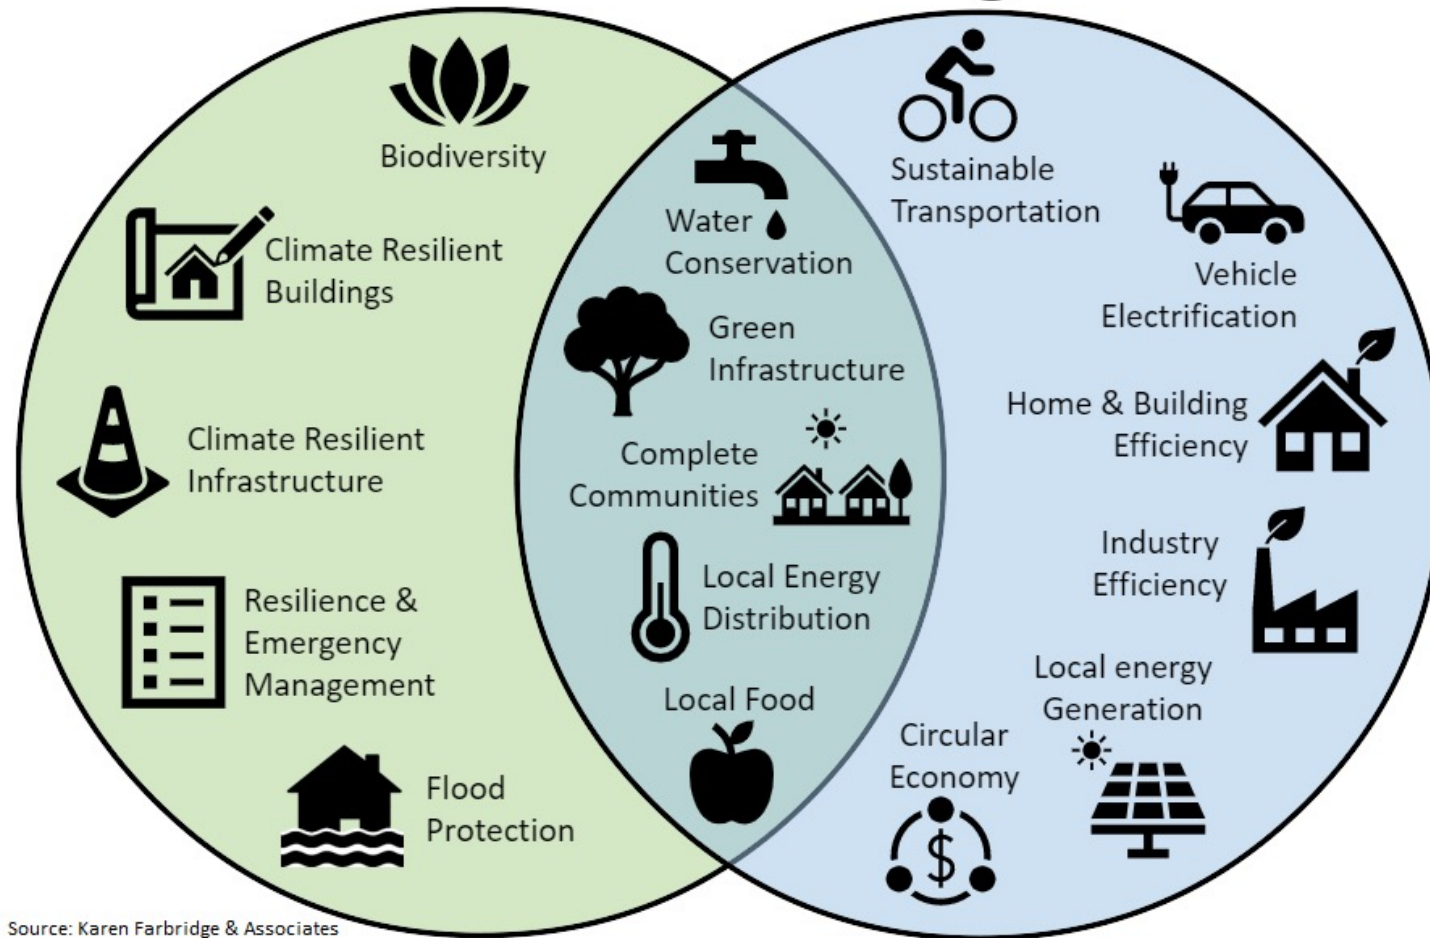 Biodiversity
Climate Resilient
Buildings
Climate Resilient
Infrastructure
Resilience &
Emergency
Management
Flood
Protection
Water
Conservation
Green
Infrastructure
Complete
Communities
Local Energy
Distribution
Local Food
Sustainable
Transportation
Vehicle
Electrification
Home & Building
Efficiency
Industry
Efficiency
Local energy
Generation
Circular
Economy
$
Source: Karen Farbridge & Associates